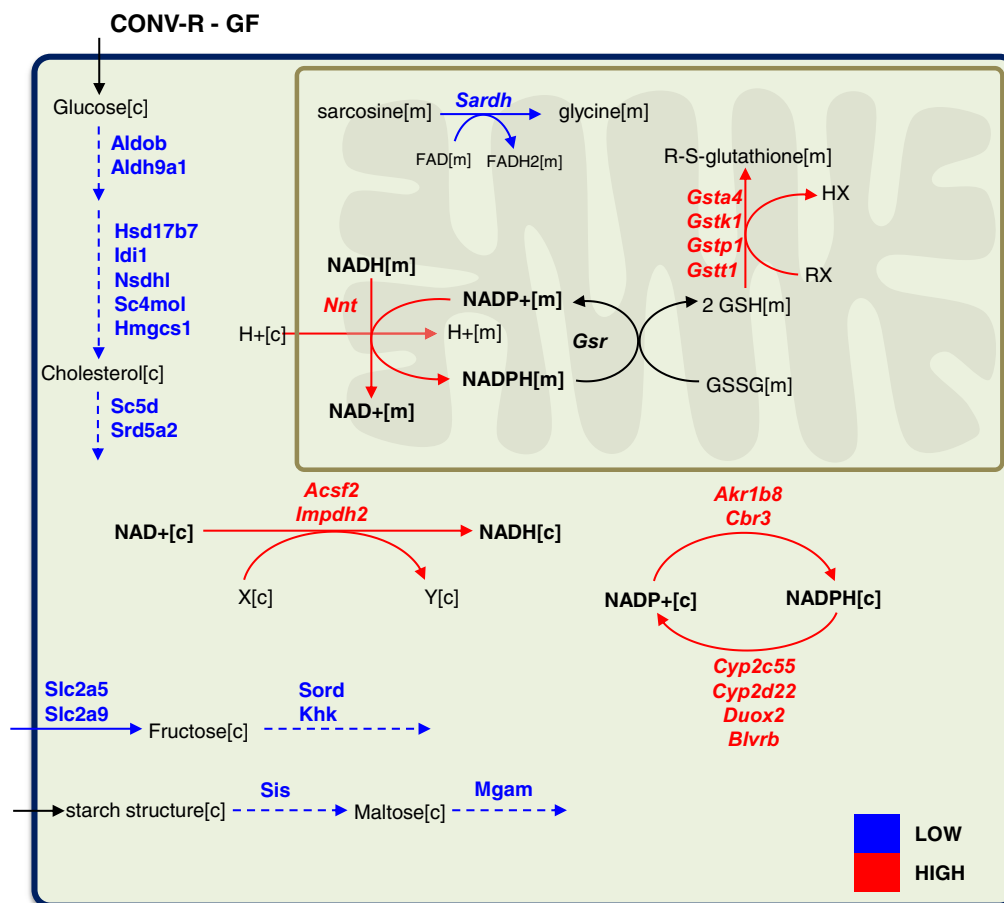 CONV-R - GF
Glucose[c]
Aldob
Aldh9a1
Hsd17b7
Idi1
Nsdhl
Sc4mol
Hmgcs1
Cholesterol[c]
Sc5d
Srd5a2
sarcosine[m]
Sardh
glycine[m]
FAD[m]
FADH2[m]
R-S-glutathione[m]
Gsta4
Gstk1
Gstp1
Gstt1
HX
RX
NADH[m]
Nnt
NADP+[m]
2 GSH[m]
H+[c]
H+[m]
Gsr
NADPH[m]
GSSG[m]
NAD+[m]
Acsf2
Impdh2
NAD+[c]
NADH[c]
X[c]
Y[c]
Akr1b8
Cbr3
NADP+[c]
NADPH[c]
Cyp2c55
Cyp2d22
Duox2
Blvrb
Slc2a5
Slc2a9
Fructose[c]
Sord
Khk
starch structure[c]
Sis
Maltose[c]
Mgam
LOW
HIGH